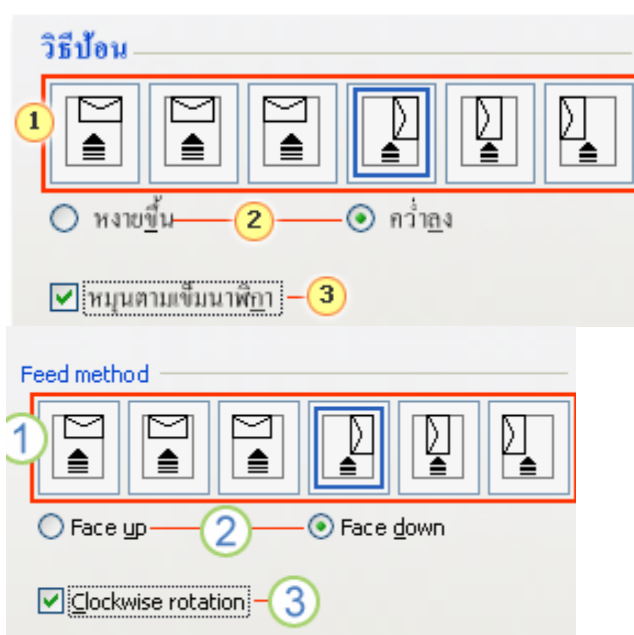 วิธีป้อน
1
หงายขึ้น 2 คว่ำลง
หมุนตามเข็มนาฬิกา 3
Feed method
1
Face up 2 Face down
Clockwise rotation 3